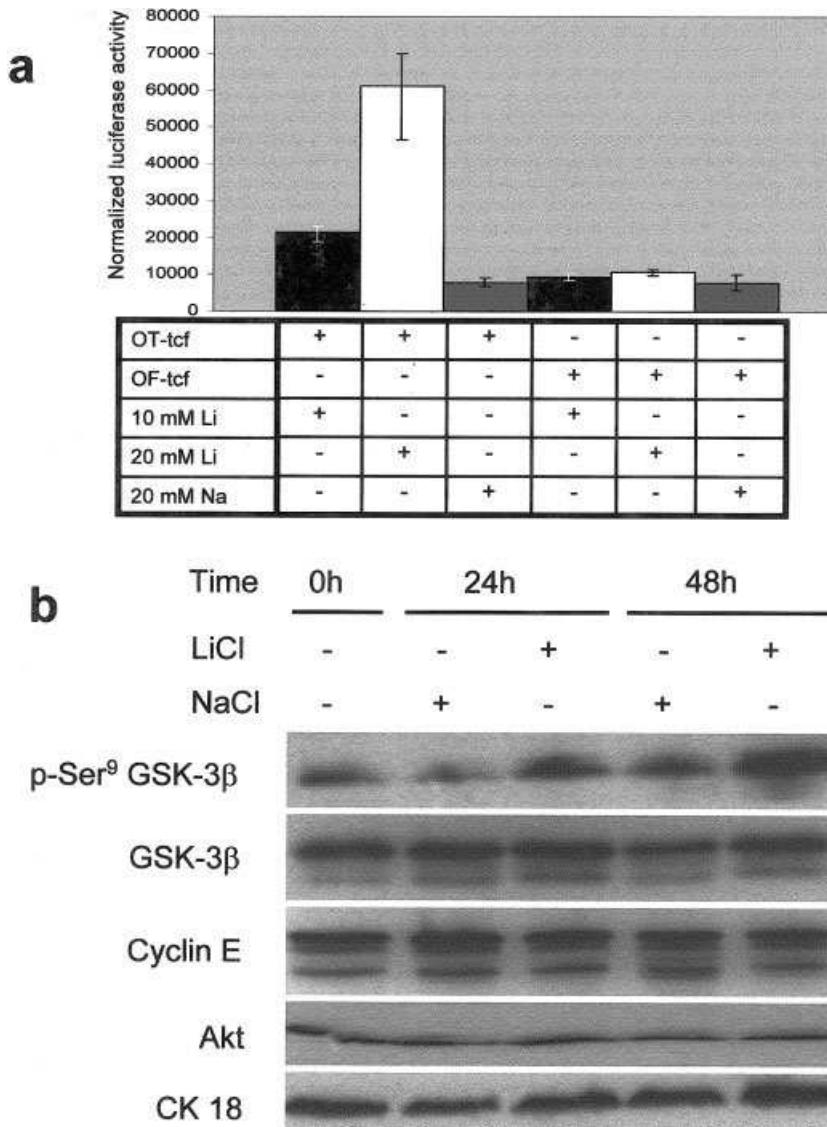 a
Normalized luciferase activity
80000
70000
60000
50000
40000
30000
20000
10000
0
OT-tcf + + + - - -
OF-tcf - - - + + +
10 mM Li + - - + - -
20 mM Li - + - - + -
20 mM Na - - + - - +
b
Time 0h 24h 48h
LiCl - - + - +
NaCl - + - + -
p-Ser⁹ GSK-3β
GSK-3β
Cyclin E
Akt
CK 18